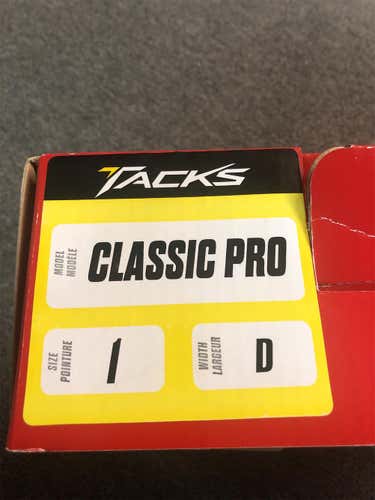 TACKS
MODEL
MODÈLE
CLASSIC PRO
SIZE
POINTURE
1
WIDTH
LARGEUR
D